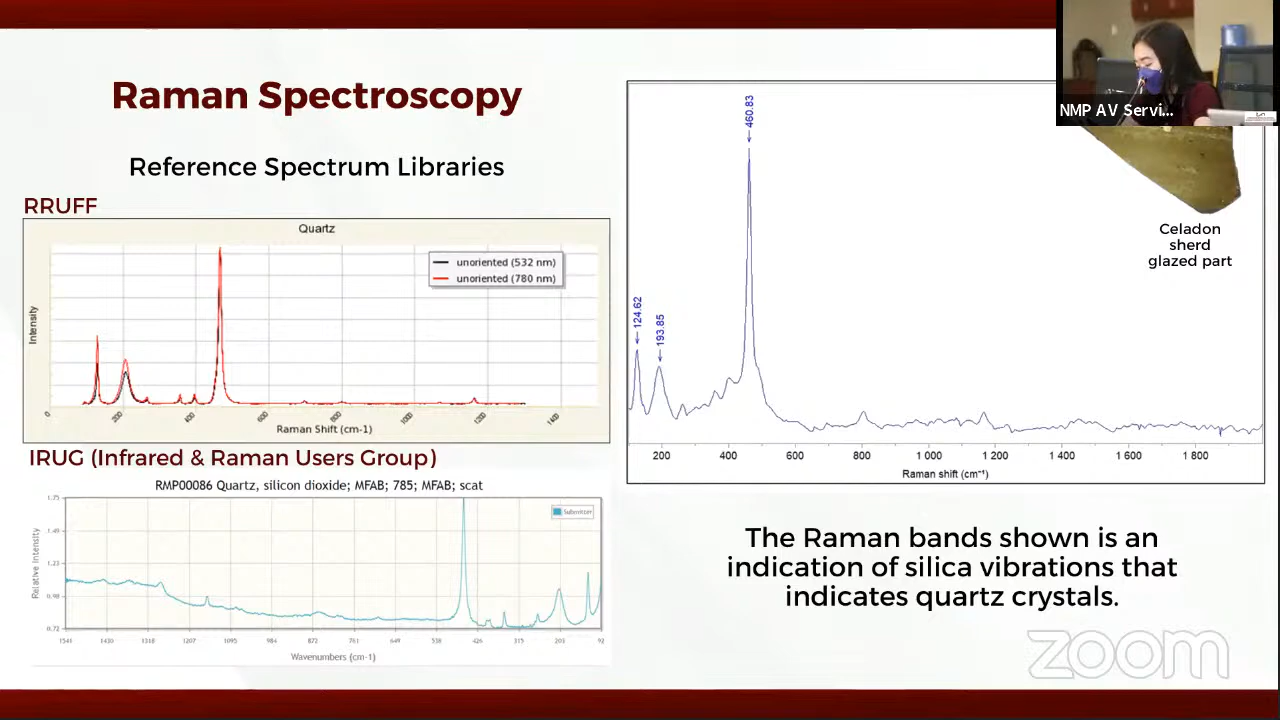 Raman Spectroscopy
Reference Spectrum Libraries
RRUFF
Quartz
unoriented (532 nm)
unoriented (780 nm)
Intensity
0
200
400
600
800
1000
1200
1400
Raman Shift (cm-1)
IRUG (Infrared & Raman Users Group)
RMP00086 Quartz, silicon dioxide; MFAB; 785; MFAB; scat
Submitter
Relative Intensity
1.75
1.49
1.23
0.98
0.72
1541 1430 1318 1207 1095 984 872 761 649 538 426 315 203 92
Wavenumbers (cm-1)
NMP AV Servi...
460.83
124.62
193.85
200 400 600 800 1 000 1 200 1 400 1 600 1 800
Raman shift (cm⁻¹)
Celadon
sherd
glazed part
The Raman bands shown is an
indication of silica vibrations that
indicates quartz crystals.
zoom